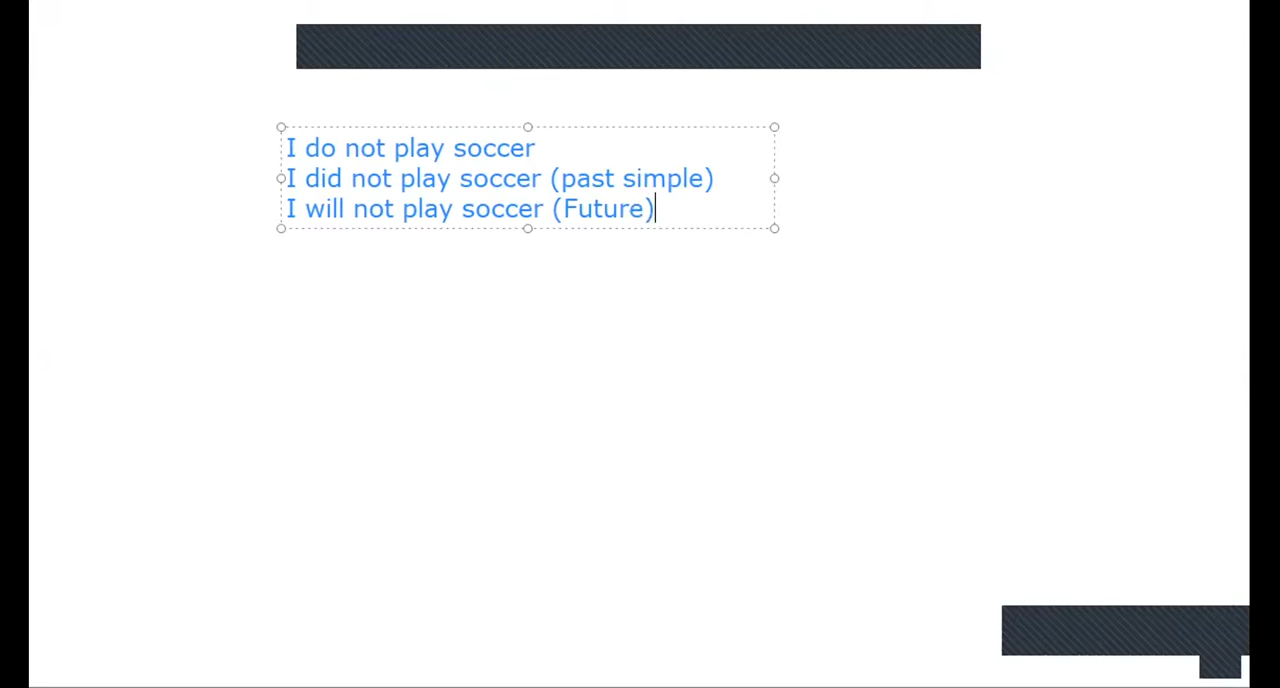 I do not play soccer
I did not play soccer (past simple)
I will not play soccer (Future)